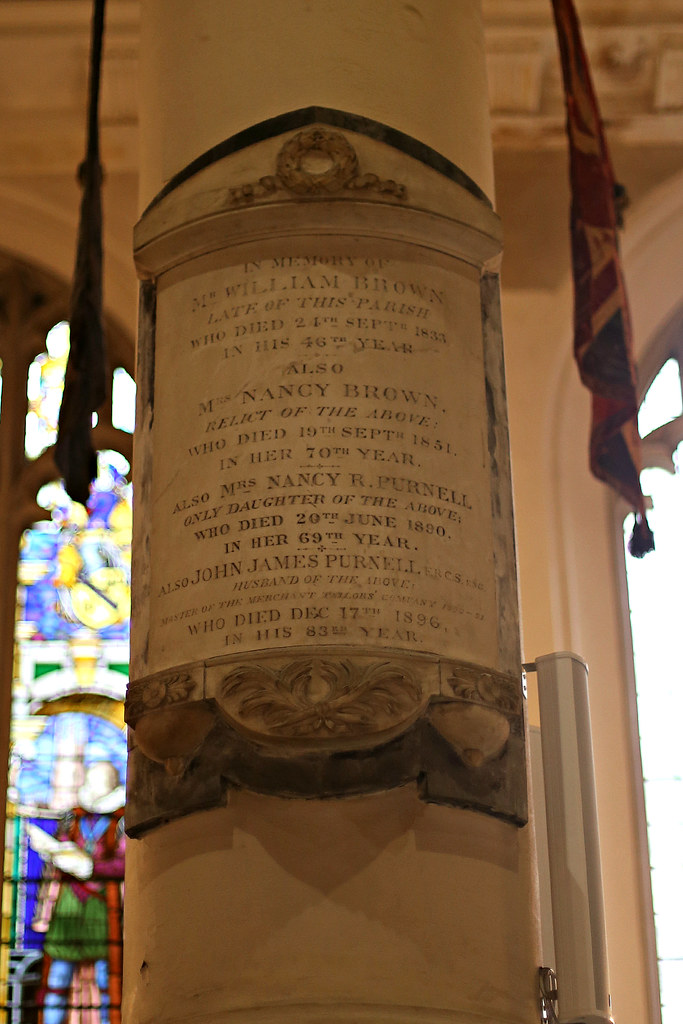 IN MEMORY OF
MR WILLIAM BROWN
LATE OF THIS PARISH
WHO DIED 24TH SEPTR 1833
IN HIS 46TH YEAR
ALSO
MRS NANCY BROWN,
RELICT OF THE ABOVE;
WHO DIED 19TH SEPTR 1851.
IN HER 70TH YEAR.
ALSO MRS NANCY R. PURNELL
ONLY DAUGHTER OF THE ABOVE;
WHO DIED 20TH JUNE 1890.
IN HER 69TH YEAR.
ALSO JOHN JAMES PURNELL, F.R.C.S.
HUSBAND OF THE ABOVE;
MASTER OF THE MERCHANT TAYLORS' COMPANY
WHO DIED DEC 17TH 1896,
IN HIS 83RD YEAR.